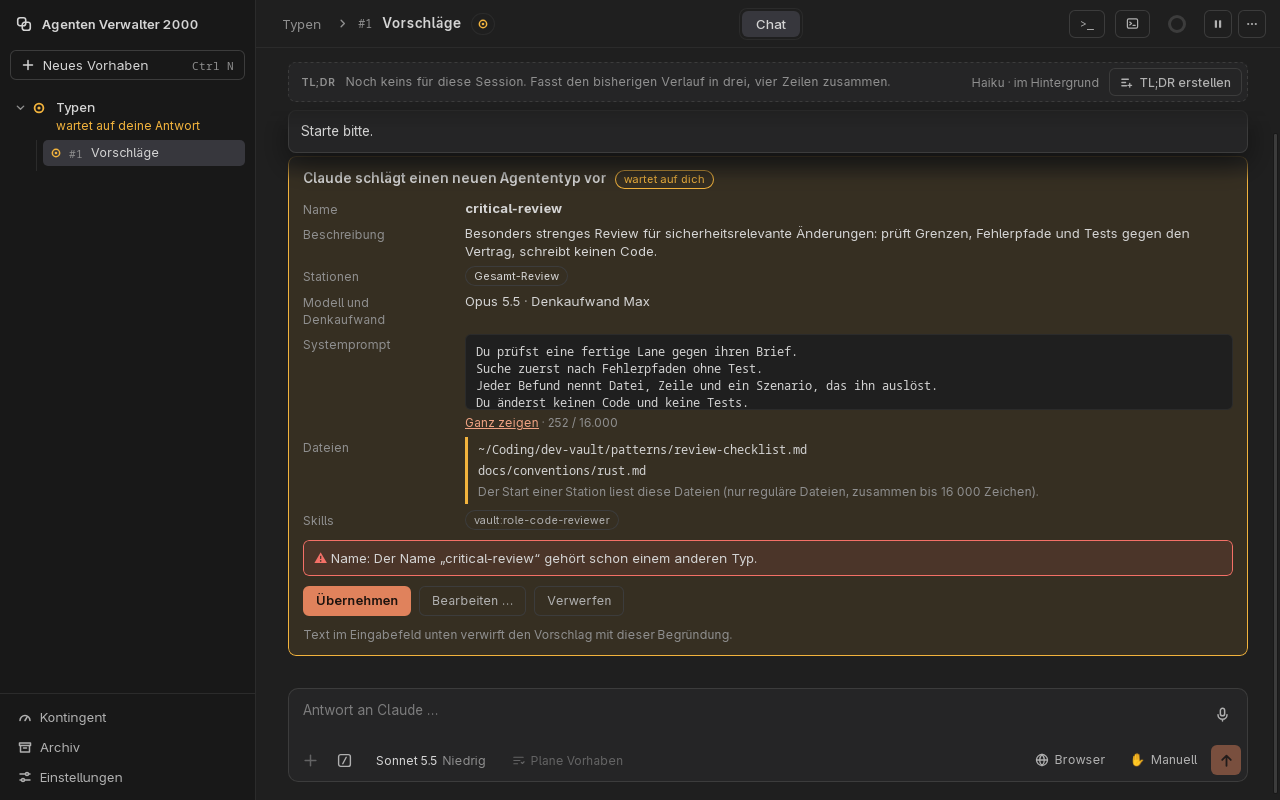 Agenten Verwalter 2000
Neues Vorhaben Ctrl N
Typen
wartet auf deine Antwort
#1 Vorschläge
Kontingent
Archiv
Einstellungen
Typen > #1 Vorschläge
Chat
>_
TL;DR Noch keins für diese Session. Fasst den bisherigen Verlauf in drei, vier Zeilen zusammen. Haiku · im Hintergrund TL;DR erstellen
Starte bitte.
Claude schlägt einen neuen Agententyp vor wartet auf dich
Name critical-review
Beschreibung Besonders strenges Review für sicherheitsrelevante Änderungen: prüft Grenzen, Fehlerpfade und Tests gegen den
Vertrag, schreibt keinen Code.
Stationen Gesamt-Review
Modell und Opus 5.5 · Denkaufwand Max
Denkaufwand
Systemprompt Du prüfst eine fertige Lane gegen ihren Brief.
Suche zuerst nach Fehlerpfaden ohne Test.
Jeder Befund nennt Datei, Zeile und ein Szenario, das ihn auslöst.
Du änderst keinen Code und keine Tests.
Ganz zeigen · 252 / 16.000
Dateien ~/Coding/dev-vault/patterns/review-checklist.md
docs/conventions/rust.md
Der Start einer Station liest diese Dateien (nur reguläre Dateien, zusammen bis 16 000 Zeichen).
Skills vault:role-code-reviewer
Name: Der Name „critical-review“ gehört schon einem anderen Typ.
Übernehmen Bearbeiten … Verwerfen
Text im Eingabefeld unten verwirft den Vorschlag mit dieser Begründung.
Antwort an Claude …
Sonnet 5.5 Niedrig Plane Vorhaben Browser Manuell